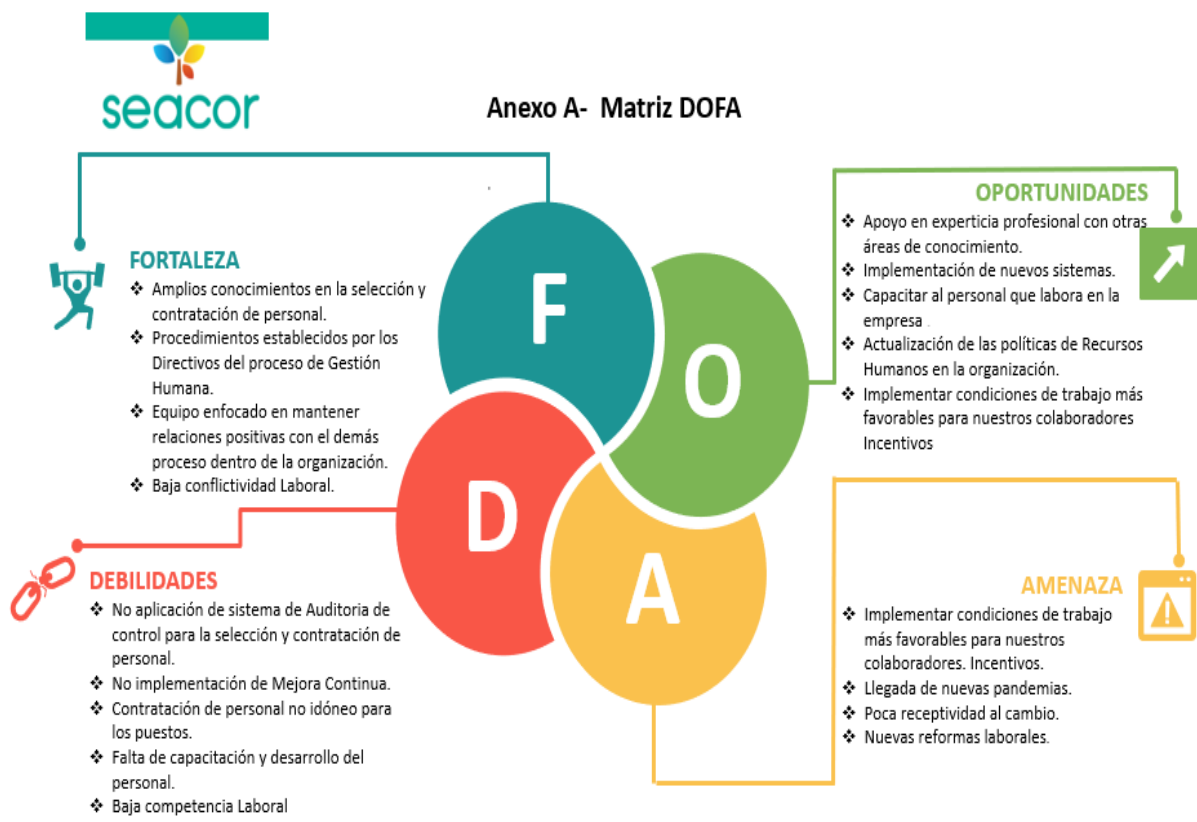 seacor
Anexo A- Matriz DOFA
FORTALEZA
❖ Amplios conocimientos en la selección y
contratación de personal.
❖ Procedimientos establecidos por los
Directivos del proceso de Gestión
Humana.
❖ Equipo enfocado en mantener
relaciones positivas con el demás
proceso dentro de la organización.
❖ Baja conflictividad Laboral.
OPORTUNIDADES
❖ Apoyo en experticia profesional con otras
áreas de conocimiento.
❖ Implementación de nuevos sistemas.
❖ Capacitar al personal que labora en la
empresa .
❖ Actualización de las políticas de Recursos
Humanos en la organización.
❖ Implementar condiciones de trabajo más
favorables para nuestros colaboradores
Incentivos
F
O
D
A
DEBILIDADES
❖ No aplicación de sistema de Auditoria de
control para la selección y contratación de
personal.
❖ No implementación de Mejora Continua.
❖ Contratación de personal no idóneo para
los puestos.
❖ Falta de capacitación y desarrollo del
personal.
❖ Baja competencia Laboral
AMENAZA
❖ Implementar condiciones de trabajo
más favorables para nuestros
colaboradores. Incentivos.
❖ Llegada de nuevas pandemias.
❖ Poca receptividad al cambio.
❖ Nuevas reformas laborales.